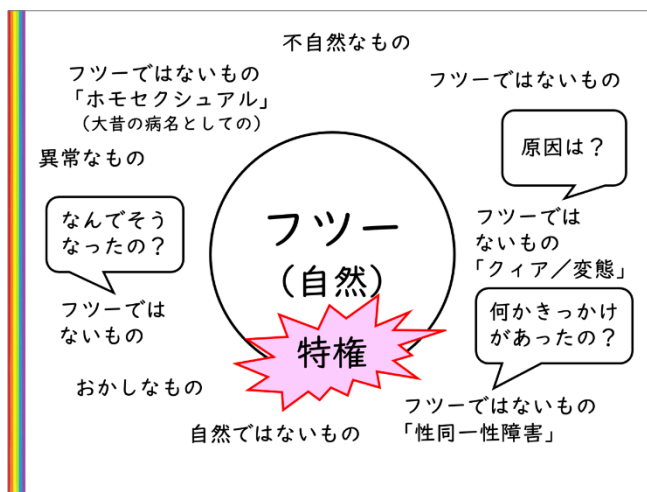 不自然なもの
フツーではないもの
「ホモセクシュアル」
（大昔の病名としての）
フツーではないもの
異常なもの
原因は？
なんでそう
なったの？
フツーでは
ないもの
フツー
（自然）
特権
フツーでは
ないもの
「クィア／変態」
何かきっかけ
があったの？
おかしなもの
自然ではないもの
フツーではないもの
「性同一性障害」